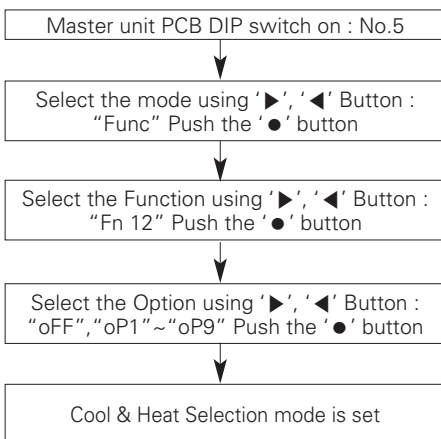 Master unit PCB DIP switch on : No.5
Select the mode using ‘▶’, ‘◀’ Button :
“Func” Push the ‘●’ button
Select the Function using ‘▶’, ‘◀’ Button :
“Fn 12” Push the ‘●’ button
Select the Option using ‘▶’, ‘◀’ Button :
“oFF”,“oP1”~“oP9” Push the ‘●’ button
Cool & Heat Selection mode is set